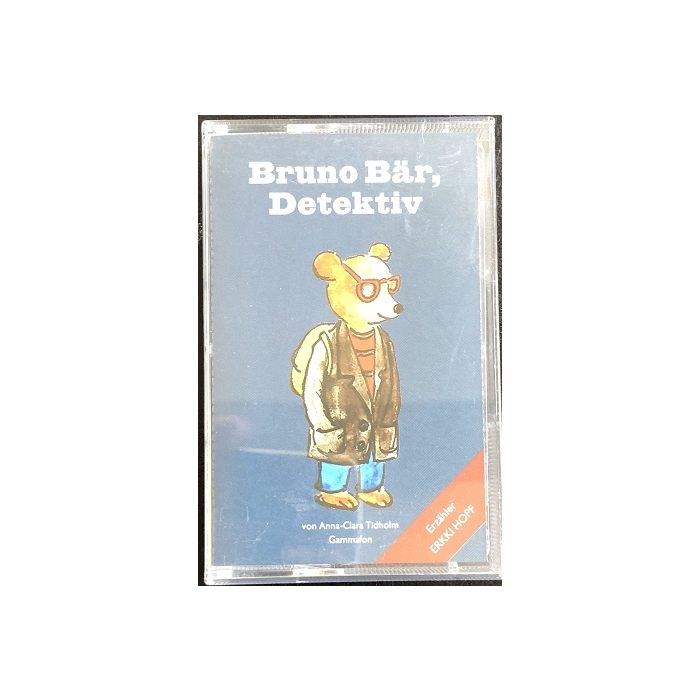 Bruno Bär,
Detektiv
von Anna-Clara Tidholm
Gammafon
Erzähler
ERKKI HOPF